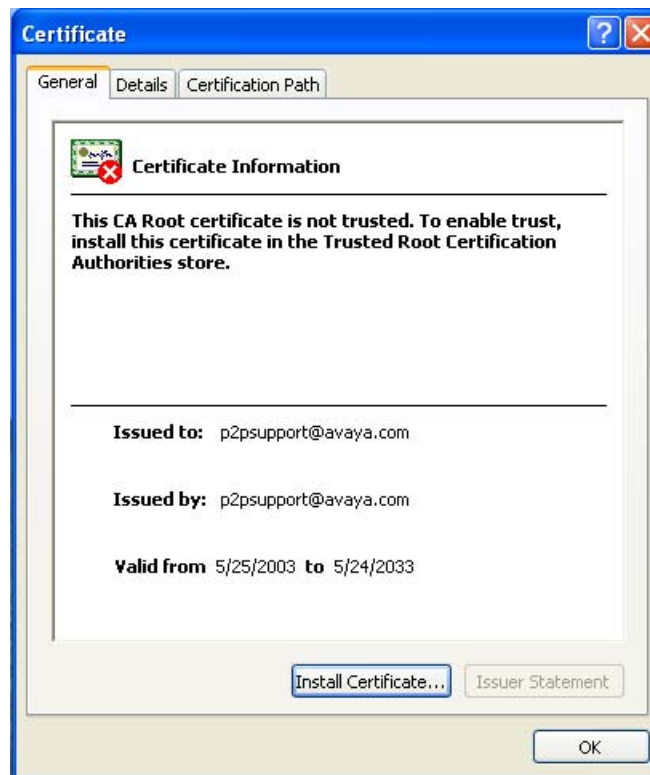 Certificate
General
Details
Certification Path
Certificate Information
This CA Root certificate is not trusted. To enable trust,
install this certificate in the Trusted Root Certification
Authorities store.
Issued to: p2psupport@avaya.com
Issued by: p2psupport@avaya.com
Valid from 5/25/2003 to 5/24/2033
Install Certificate...
Issuer Statement
OK